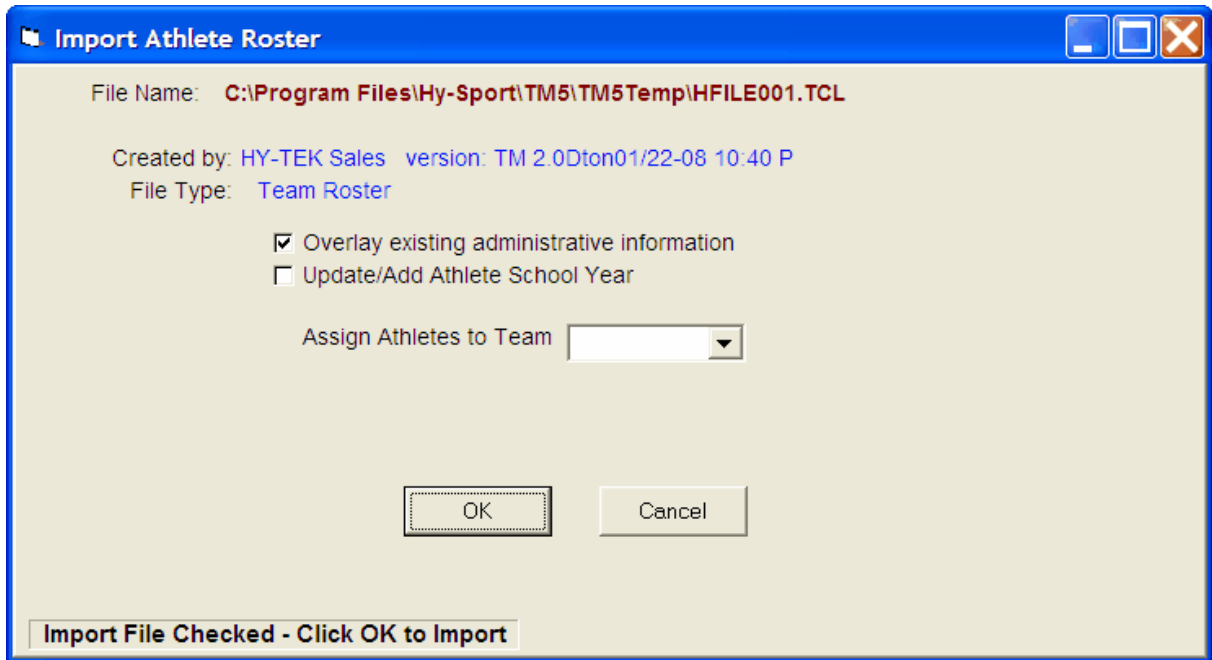 Import Athlete Roster
File Name: C:\Program Files\Hy-Sport\TM5\TM5Temp\HFILE001.TCL
Created by: HY-TEK Sales version: TM 2.0Dton01/22-08 10:40 P
File Type: Team Roster
Overlay existing administrative information
Update/Add Athlete School Year
Assign Athletes to Team
OK Cancel
Import File Checked - Click OK to Import